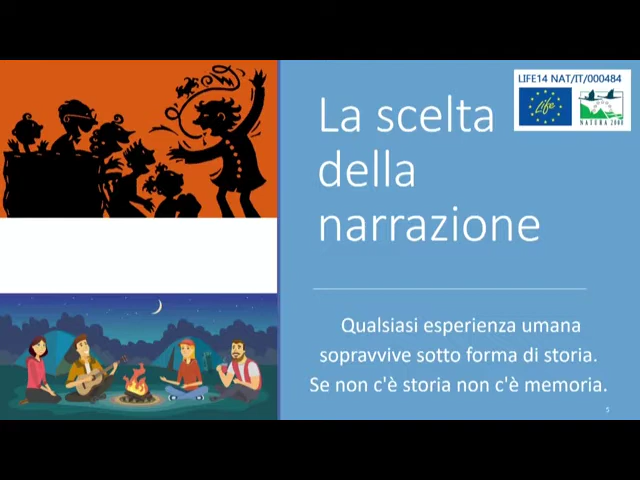 LIFE14 NAT/IT/000484
Life
NATURA 2000
La scelta
della
narrazione
Qualsiasi esperienza umana
sopravvive sotto forma di storia.
Se non c'è storia non c'è memoria.
5